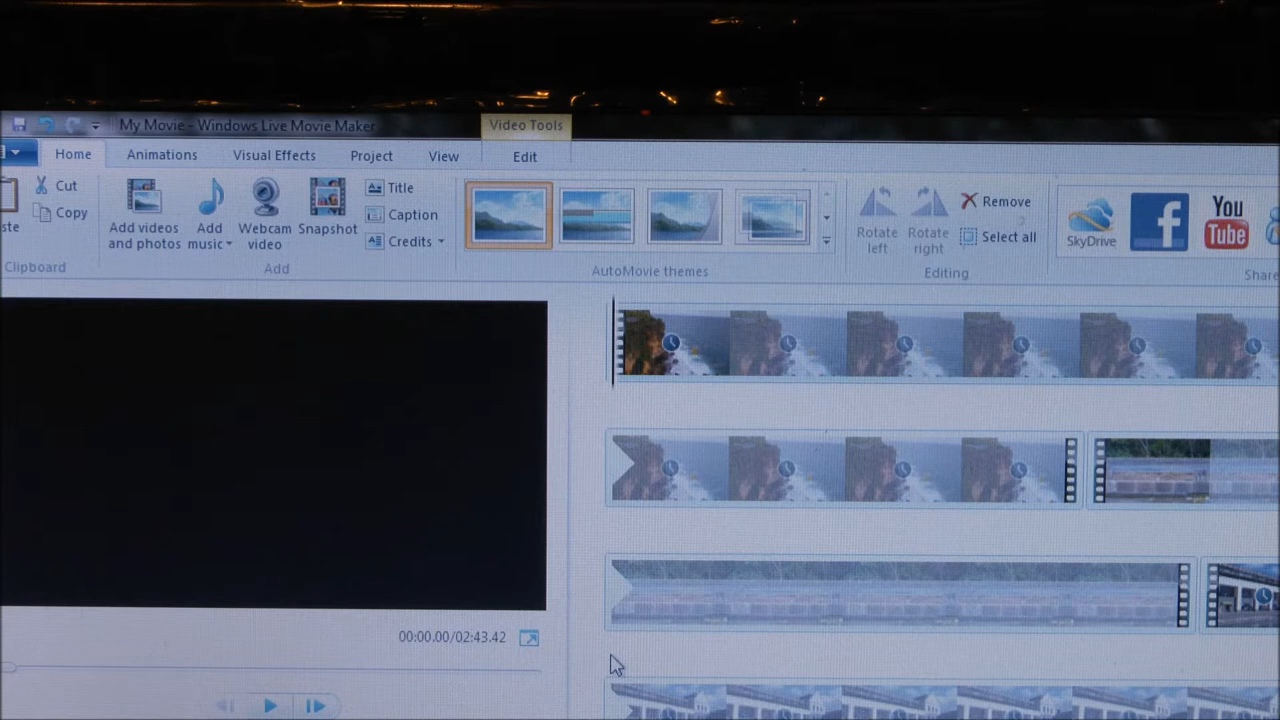 My Movie - Windows Live Movie Maker
Video Tools
Home
Animations
Visual Effects
Project
View
Edit
Cut
Copy
ste
Clipboard
Add videos
and photos
Add
music
Webcam
video
Snapshot
Title
Caption
Credits
Add
AutoMovie themes
Rotate
left
Rotate
right
Remove
Select all
Editing
SkyDrive
f
You
Tube
Share
00:00.00/02:43.42